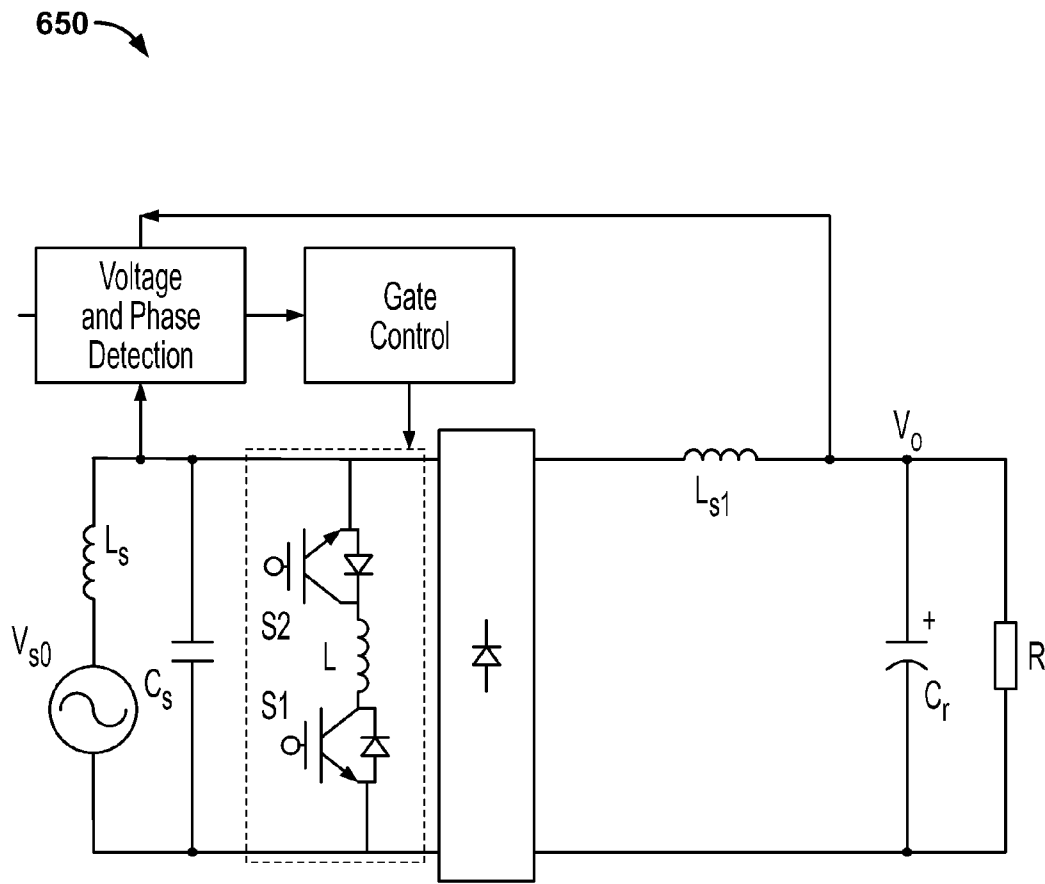 650
Voltage
and Phase
Detection
Gate
Control
Vo
Ls1
Ls
S2
Vs0
L
+
R
Cs
S1
Cr